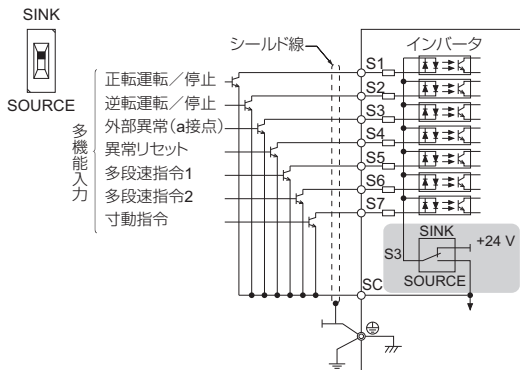 SINK
SOURCE
多機能入力
正転運転／停止
逆転運転／停止
外部異常（a接点）
異常リセット
多段速指令1
多段速指令2
寸動指令
シールド線
インバータ
S1
S2
S3
S4
S5
S6
S7
SINK
+24 V
S3
SOURCE
SC